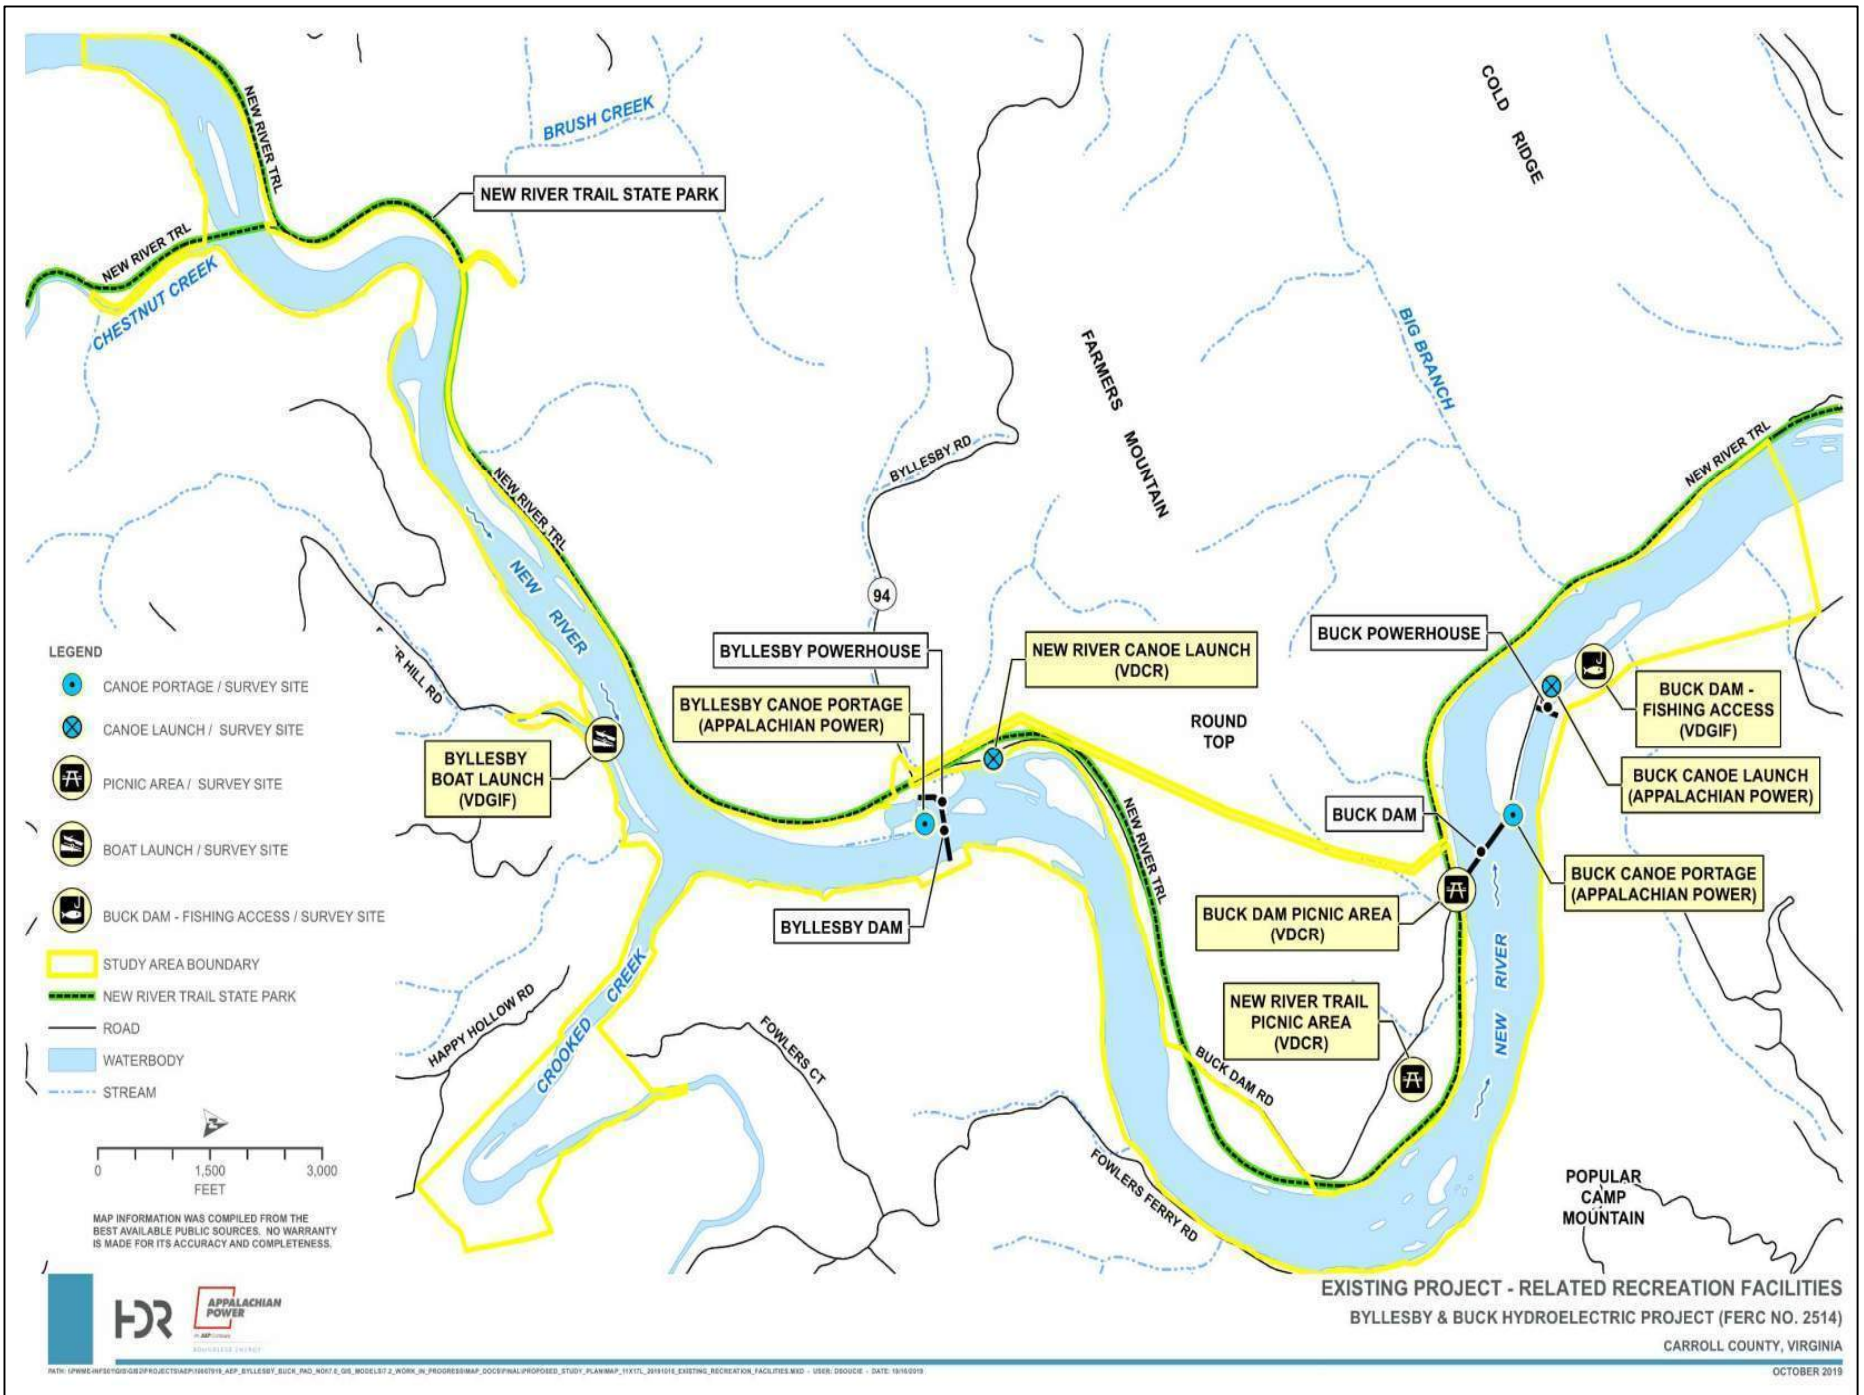 COLD
RIDGE
NEW RIVER TRL
BRUSH CREEK
NEW RIVER TRAIL STATE PARK
NEW RIVER TRL
CHESTNUT CREEK
FARMERS
MOUNTAIN
BIG BRANCH
BYLLESBY RD
NEW RIVER TRL
NEW RIVER TRL
NEW
RIVER
94
HILL RD
BYLLESBY POWERHOUSE
NEW RIVER CANOE LAUNCH
(VDCR)
BUCK POWERHOUSE
BYLLESBY CANOE PORTAGE
(APPALACHIAN POWER)
ROUND
TOP
BUCK DAM -
FISHING ACCESS
(VDGIF)
BYLLESBY
BOAT LAUNCH
(VDGIF)
BUCK CANOE LAUNCH
(APPALACHIAN POWER)
BUCK DAM
NEW RIVER TRL
BUCK CANOE PORTAGE
(APPALACHIAN POWER)
BYLLESBY DAM
BUCK DAM PICNIC AREA
(VDCR)
NEW RIVER
NEW RIVER TRAIL
PICNIC AREA
(VDCR)
CROOKED CREEK
HAPPY HOLLOW RD
FOWLERS CT
BUCK DAM RD
FOWLERS FERRY RD
POPULAR
CAMP
MOUNTAIN
LEGEND
CANOE PORTAGE / SURVEY SITE
CANOE LAUNCH / SURVEY SITE
PICNIC AREA / SURVEY SITE
BOAT LAUNCH / SURVEY SITE
BUCK DAM - FISHING ACCESS / SURVEY SITE
STUDY AREA BOUNDARY
NEW RIVER TRAIL STATE PARK
ROAD
WATERBODY
STREAM
Z
0 1,500 3,000
FEET
MAP INFORMATION WAS COMPILED FROM THE
BEST AVAILABLE PUBLIC SOURCES. NO WARRANTY
IS MADE FOR ITS ACCURACY AND COMPLETENESS.
HDR
APPALACHIAN
POWER
EXISTING PROJECT - RELATED RECREATION FACILITIES
BYLLESBY & BUCK HYDROELECTRIC PROJECT (FERC NO. 2514)
CARROLL COUNTY, VIRGINIA
OCTOBER 2019